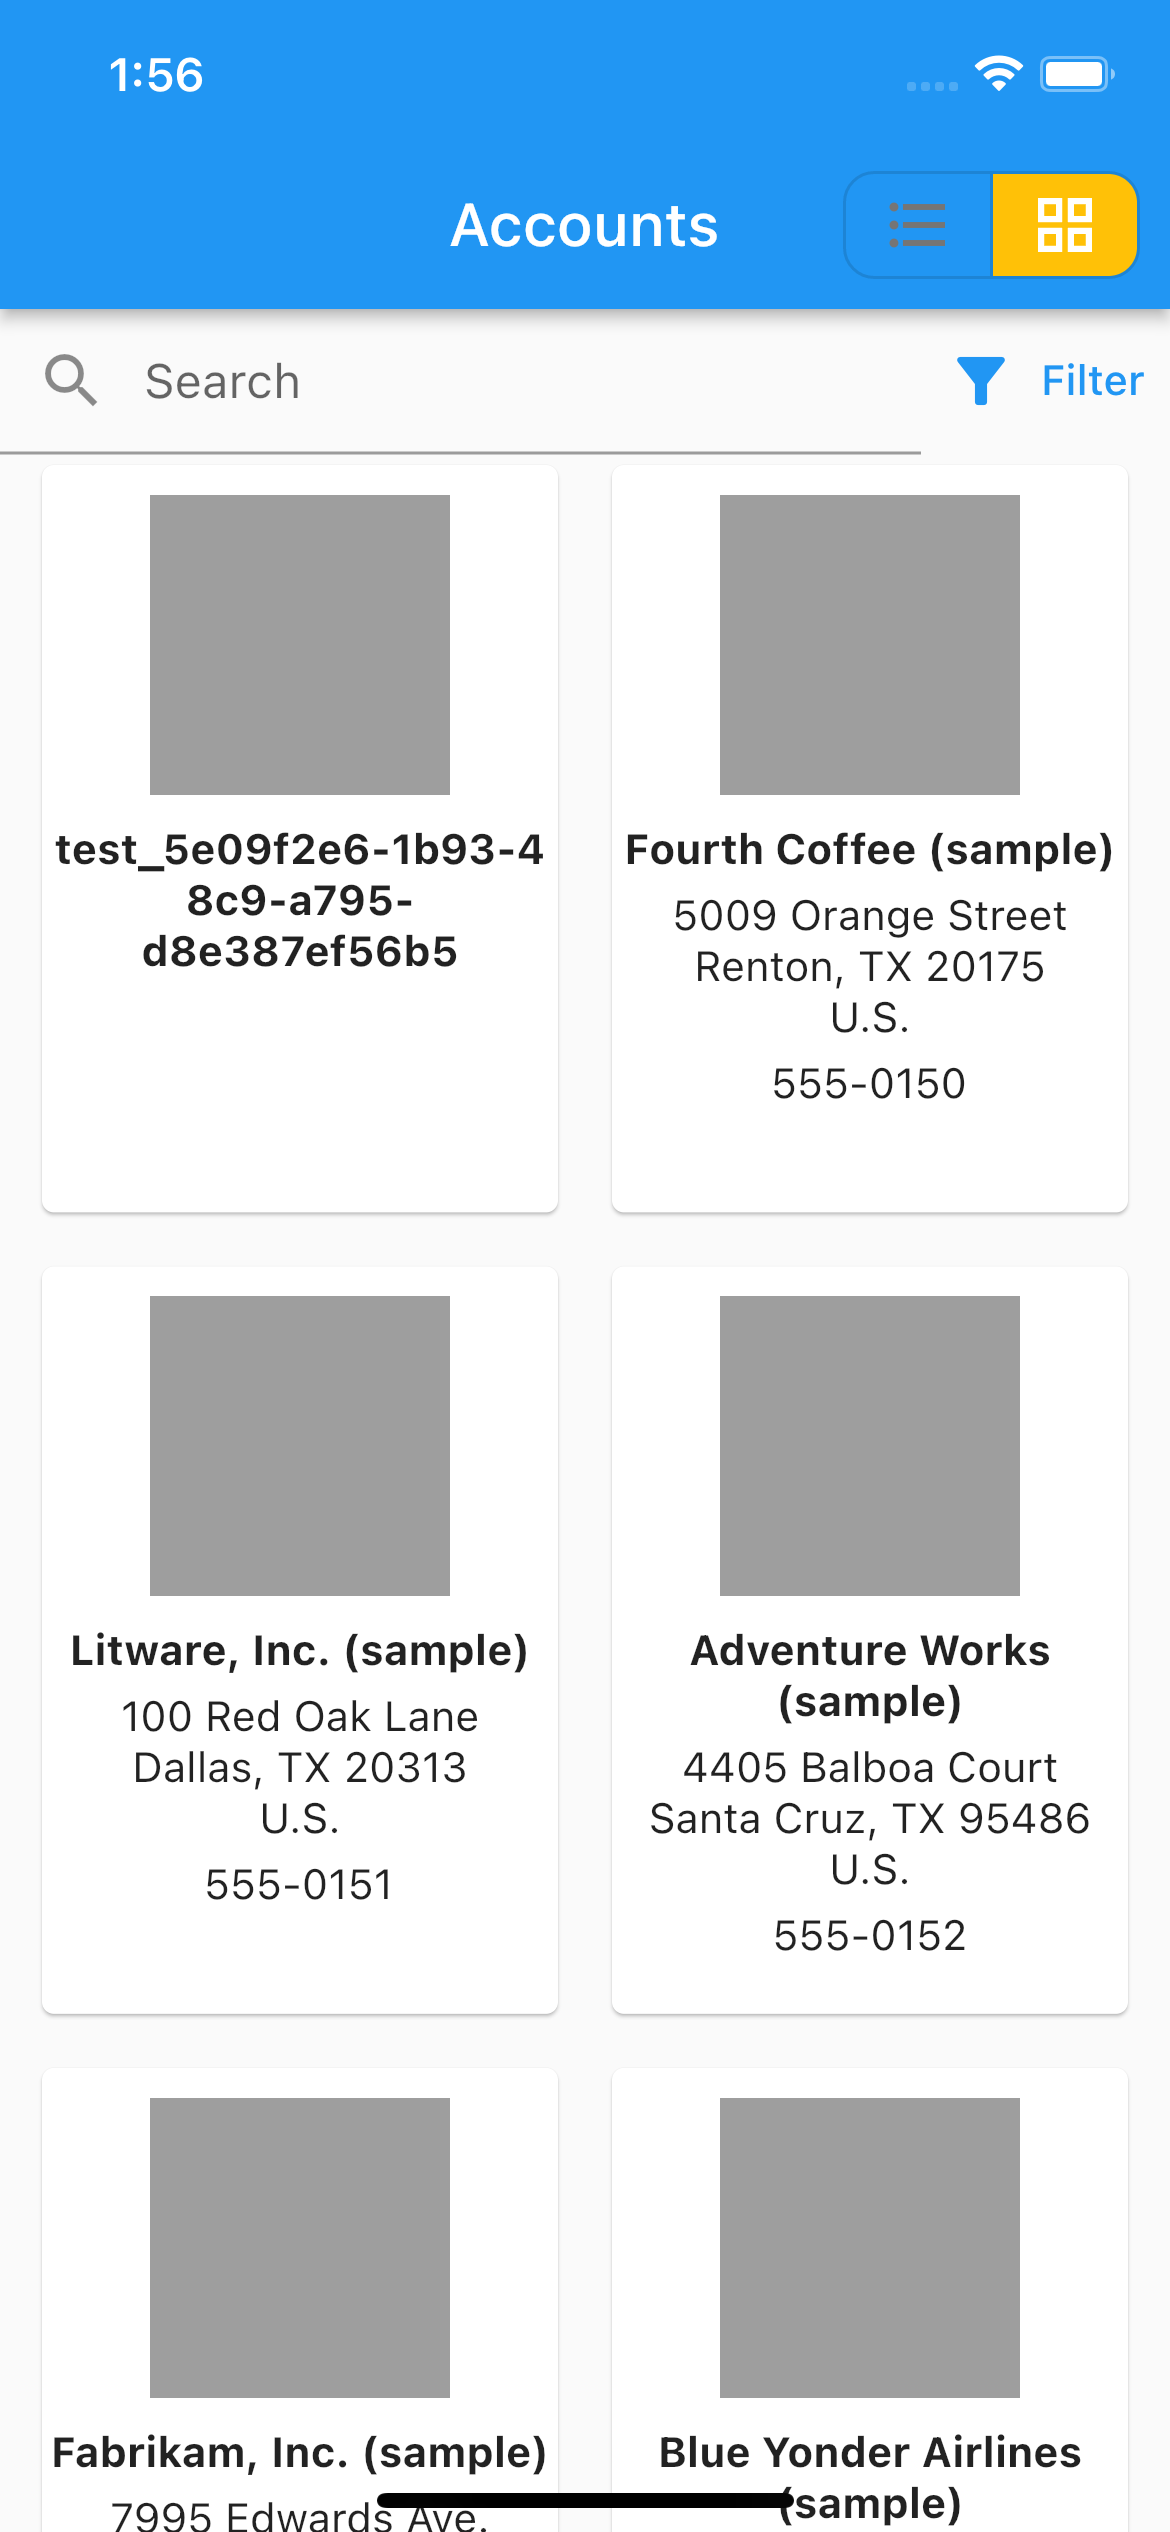 1:56
Accounts
Search
Filter
test_5e09f2e6-1b93-4
8c9-a795-
d8e387ef56b5
Fourth Coffee (sample)
5009 Orange Street
Renton, TX 20175
U.S.
555-0150
Litware, Inc. (sample)
100 Red Oak Lane
Dallas, TX 20313
U.S.
555-0151
Adventure Works
(sample)
4405 Balboa Court
Santa Cruz, TX 95486
U.S.
555-0152
Fabrikam, Inc. (sample)
7995 Edwards Ave.
Blue Yonder Airlines
(sample)